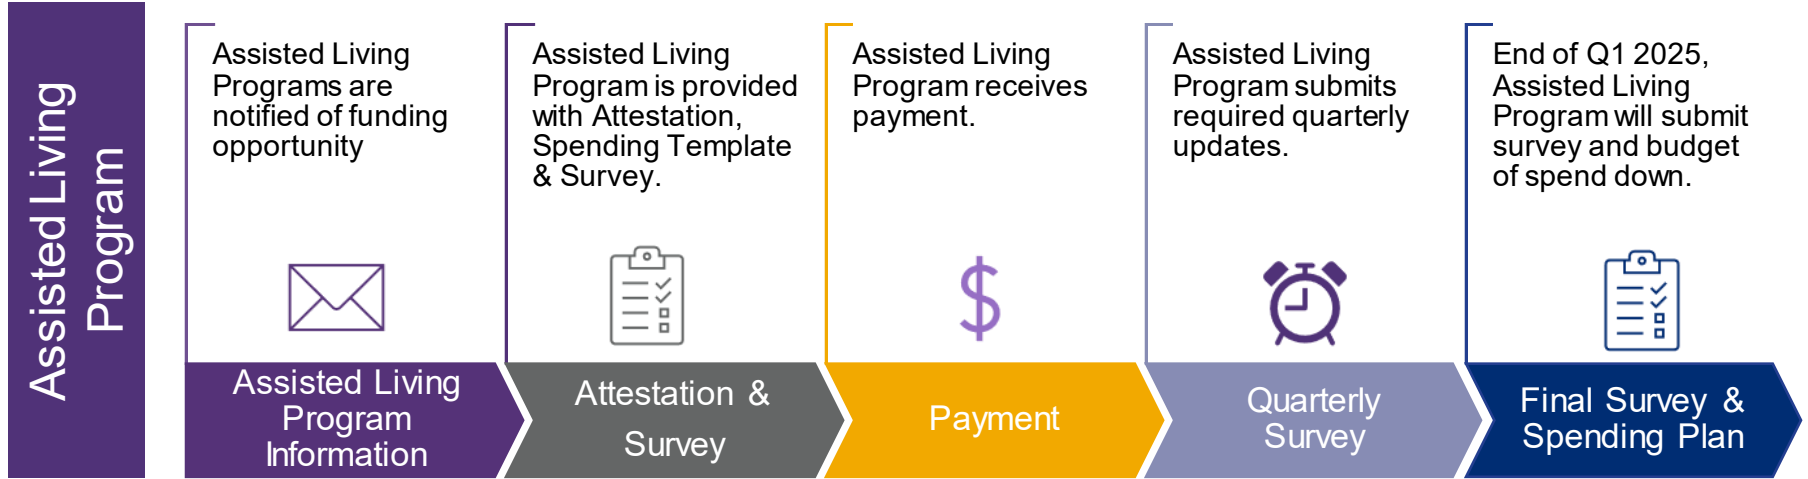 Assisted Living
Program
Assisted Living
Programs are
notified of funding
opportunity
Assisted Living
Program Information
Assisted Living
Program is provided
with Attestation,
Spending Template
& Survey.
Attestation &
Survey
Assisted Living
Program receives
payment.
Payment
Assisted Living
Program submits
required quarterly
updates.
Quarterly
Survey
End of Q1 2025,
Assisted Living
Program will submit
survey and budget
of spend down.
Final Survey &
Spending Plan